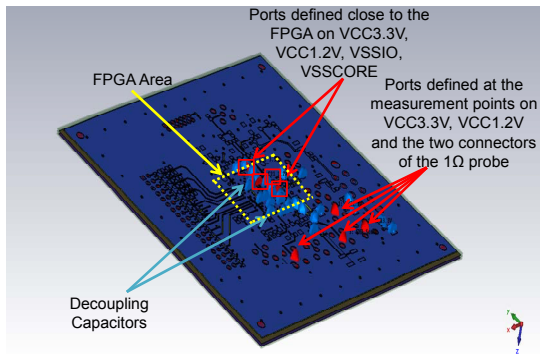 Ports defined close to the
FPGA on VCC3.3V,
VCC1.2V, VSSIO,
VSSCORE
FPGA Area
Ports defined at the
measurement points on
VCC3.3V, VCC1.2V
and the two connectors
of the 1Ω probe
Decoupling
Capacitors
Y
X
Z